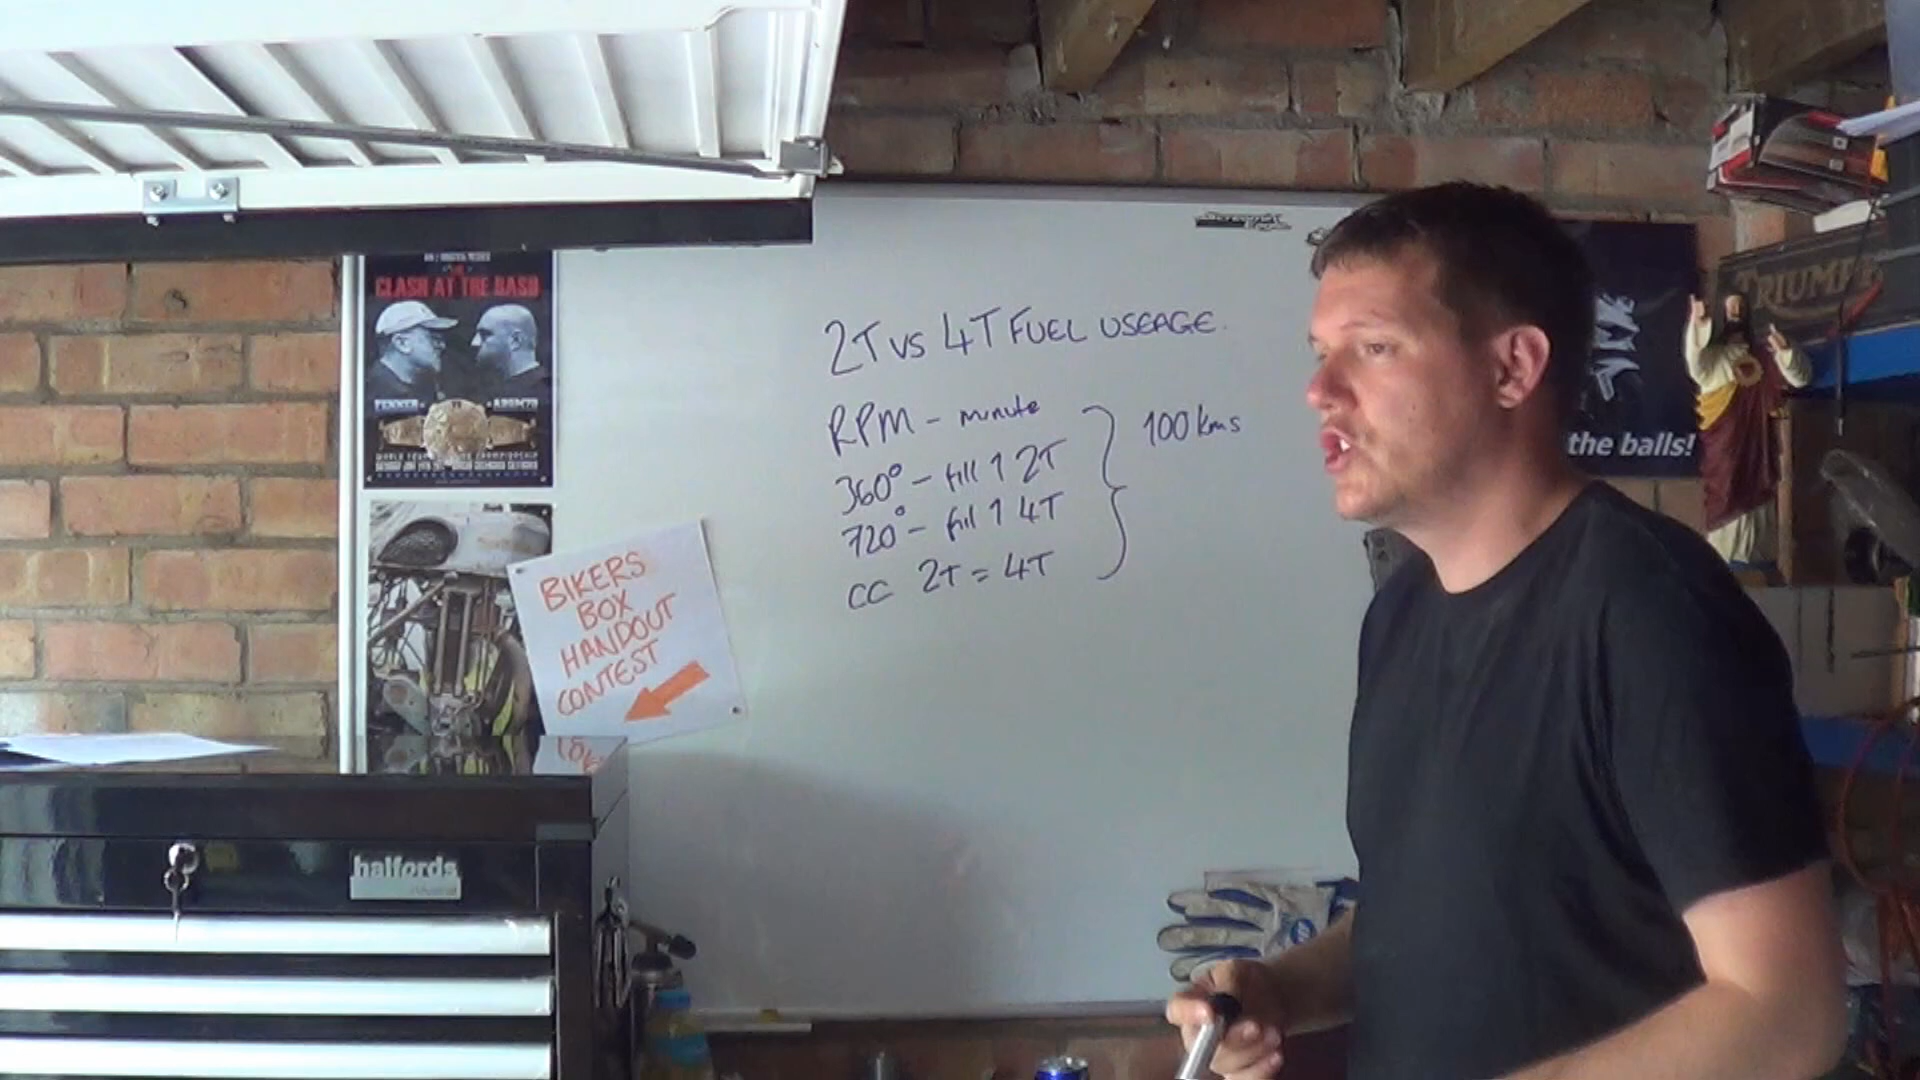 CLASH AT THE BASH
2T vs 4T FUEL USEAGE.
RPM - minute
360° - fill 1 2T
720° - fill 1 4T
CC 2T = 4T
100 kms
BIKERS
BOX
HANDOUT
CONTEST
halfords
TRIUMPH
the balls!